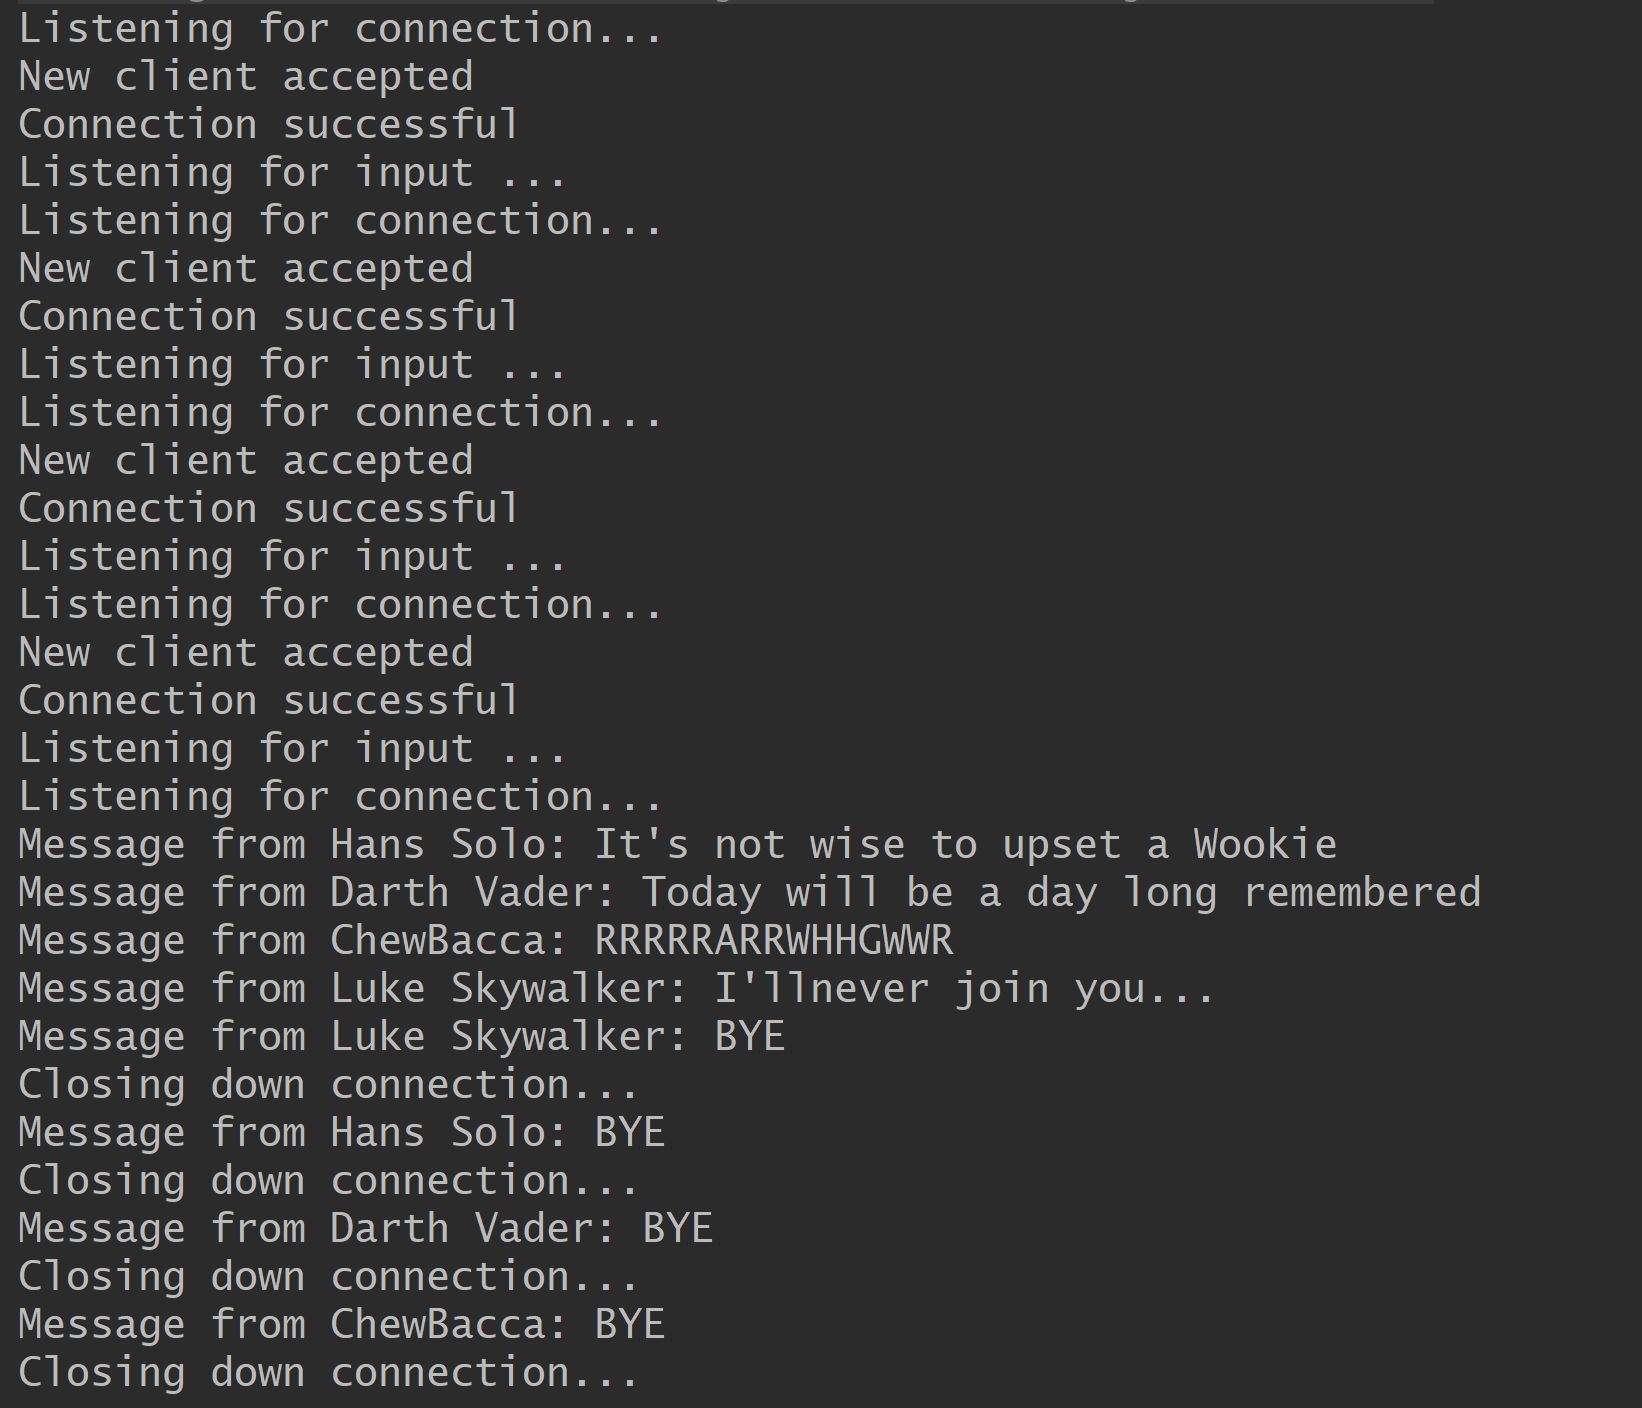 Listening for connection...
New client accepted
Connection successful
Listening for input ...
Listening for connection...
New client accepted
Connection successful
Listening for input ...
Listening for connection...
New client accepted
Connection successful
Listening for input ...
Listening for connection...
New client accepted
Connection successful
Listening for input ...
Listening for connection...
Message from Hans Solo: It's not wise to upset a Wookie
Message from Darth Vader: Today will be a day long remembered
Message from ChewBacca: RRRRRARRWHHGWWR
Message from Luke Skywalker: I'llnever join you...
Message from Luke Skywalker: BYE
Closing down connection...
Message from Hans Solo: BYE
Closing down connection...
Message from Darth Vader: BYE
Closing down connection...
Message from ChewBacca: BYE
Closing down connection...